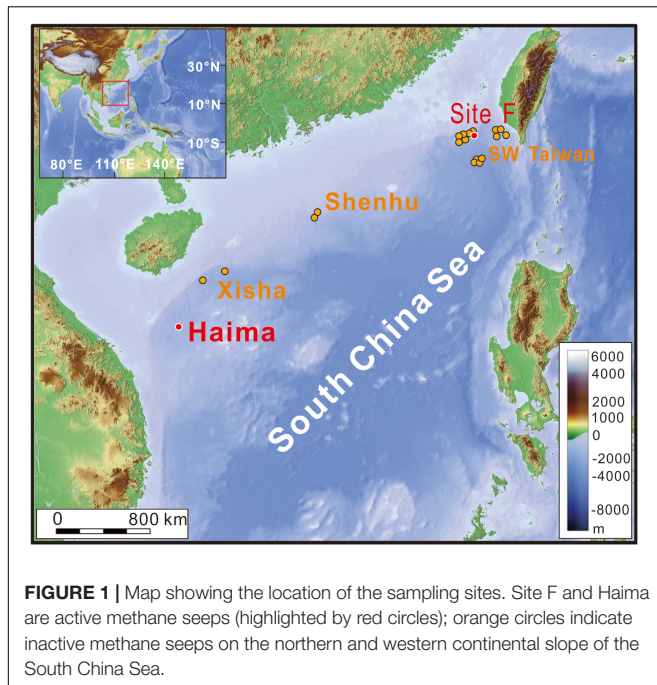 30°N
10°N
10°S
80°E 110°E 140°E
Site F
SW Taiwan
Shenhu
Xisha
Haima
South China Sea
6000
4000
2000
1000
0
-2000
-4000
-8000
m
0 800 km
FIGURE 1 | Map showing the location of the sampling sites. Site F and Haima
are active methane seeps (highlighted by red circles); orange circles indicate
inactive methane seeps on the northern and western continental slope of the
South China Sea.